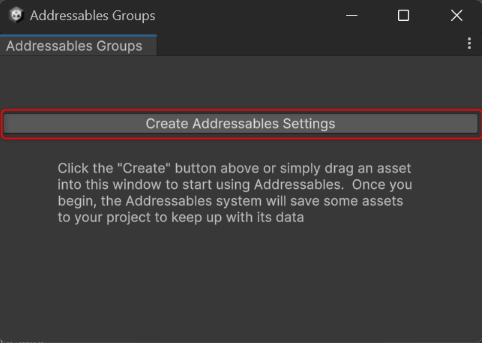 Addressables Groups
Addressables Groups
Create Addressables Settings
Click the "Create" button above or simply drag an asset
into this window to start using Addressables.  Once you
begin, the Addressables system will save some assets
to your project to keep up with its data